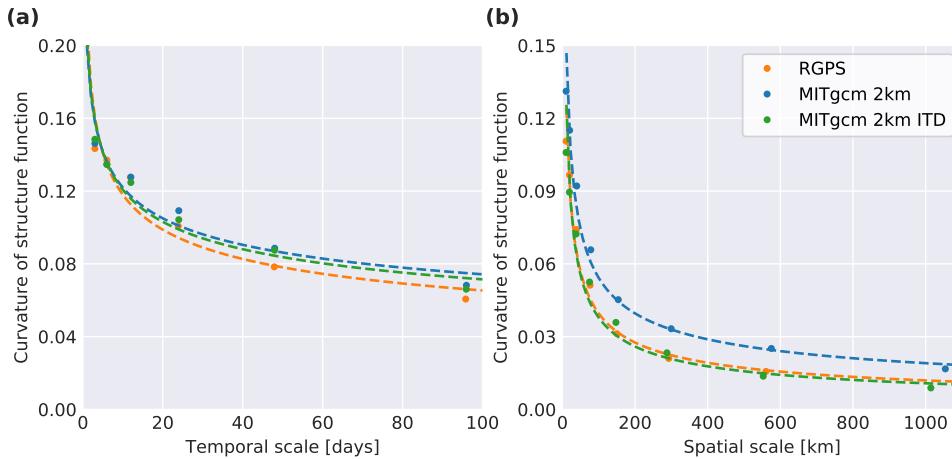 (a)
Curvature of structure function
0.20
0.16
0.12
0.08
0.04
0.00
0 20 40 60 80 100
Temporal scale [days]
(b)
Curvature of structure function
0.15
0.12
0.09
0.06
0.03
0.00
0 200 400 600 800 1000
Spatial scale [km]
RGPS
MITgcm 2km
MITgcm 2km ITD